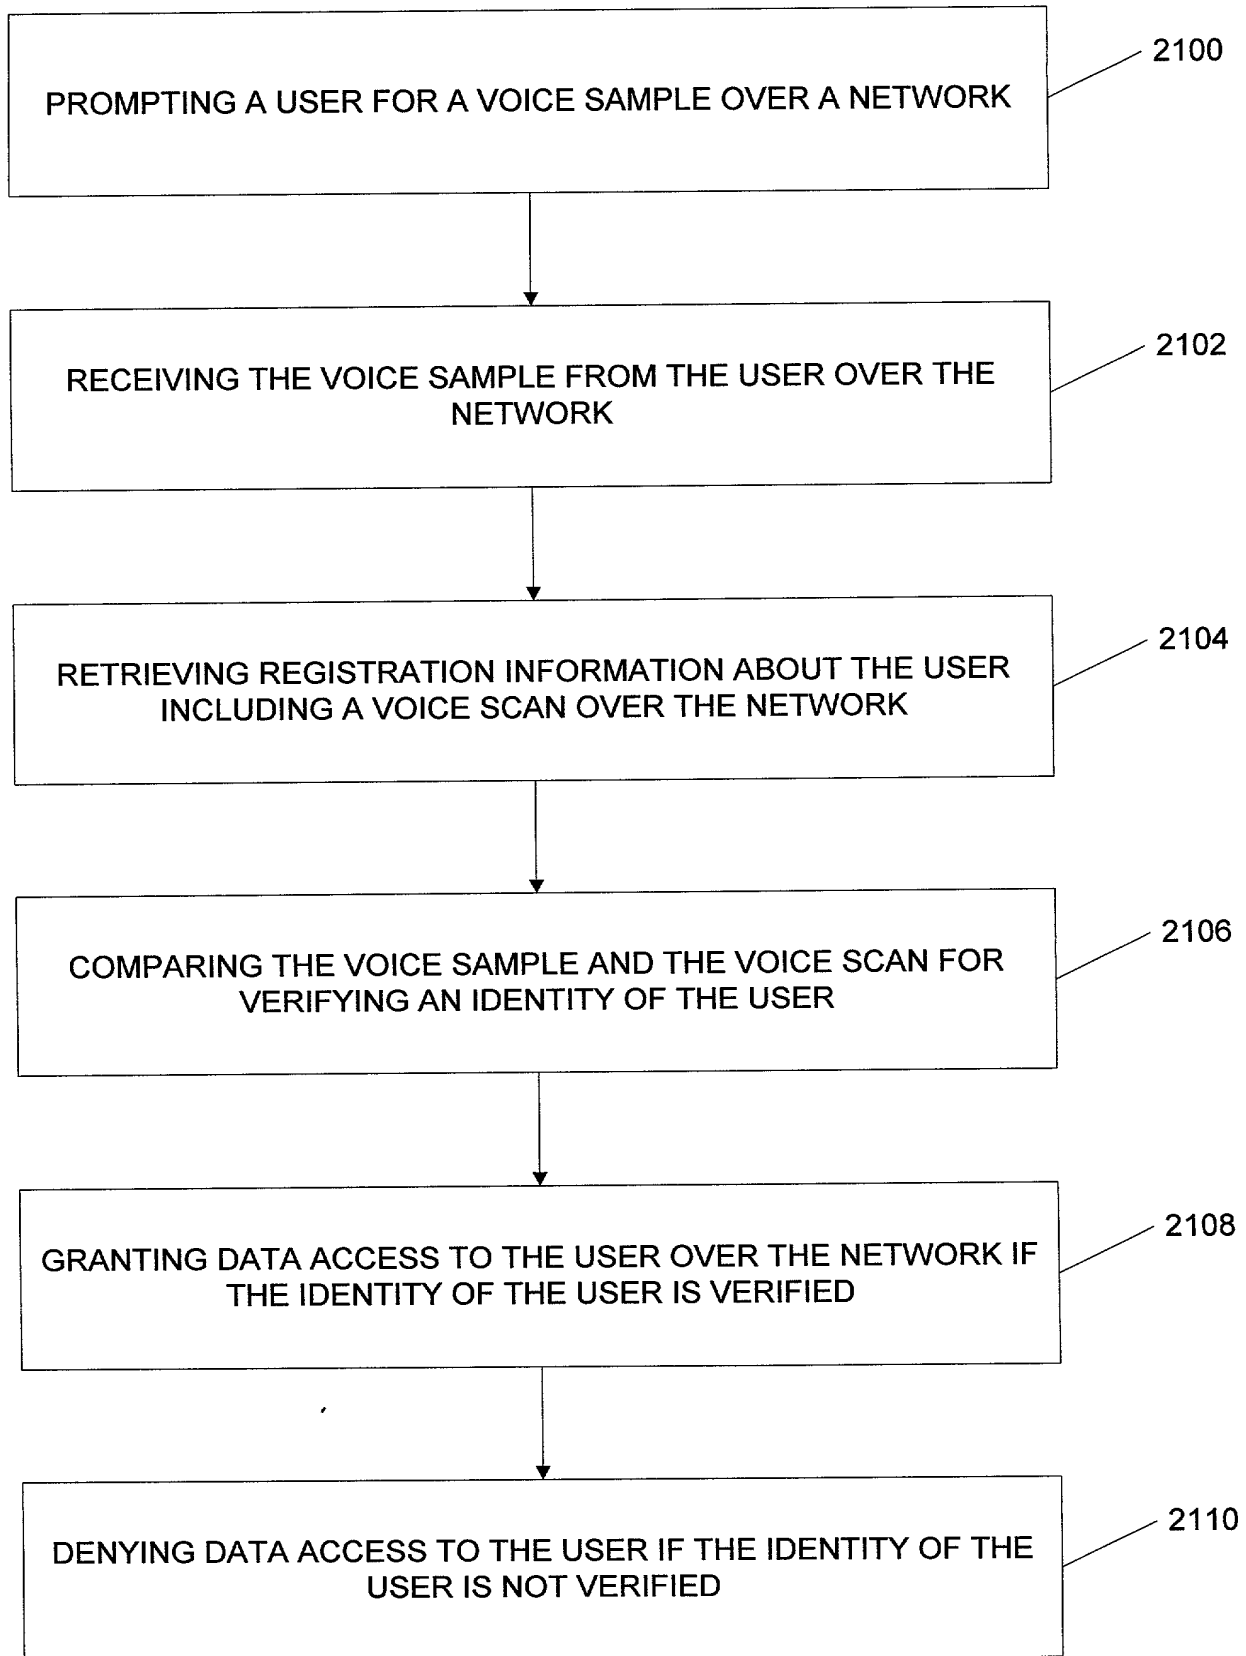 2100
PROMPTING A USER FOR A VOICE SAMPLE OVER A NETWORK
2102
RECEIVING THE VOICE SAMPLE FROM THE USER OVER THE
NETWORK
2104
RETRIEVING REGISTRATION INFORMATION ABOUT THE USER
INCLUDING A VOICE SCAN OVER THE NETWORK
2106
COMPARING THE VOICE SAMPLE AND THE VOICE SCAN FOR
VERIFYING AN IDENTITY OF THE USER
2108
GRANTING DATA ACCESS TO THE USER OVER THE NETWORK IF
THE IDENTITY OF THE USER IS VERIFIED
2110
DENYING DATA ACCESS TO THE USER IF THE IDENTITY OF THE
USER IS NOT VERIFIED